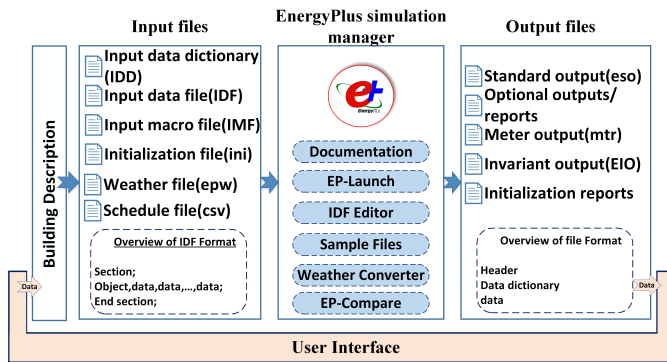 Input files
EnergyPlus simulation
manager
Output files
Building Description
Input data dictionary
(IDD)
Input data file(IDF)
Input macro file(IMF)
Initialization file(ini)
Weather file(epw)
Schedule file(csv)
Overview of IDF Format
Section;
Object,data,data,...,data;
End section;
e+
EnergyPlus
Documentation
EP-Launch
IDF Editor
Sample Files
Weather Converter
EP-Compare
Standard output(eso)
Optional outputs/
reports
Meter output(mtr)
Invariant output(EIO)
Initialization reports
Overview of file Format
Header
Data dictionary
data
Data
Data
User Interface